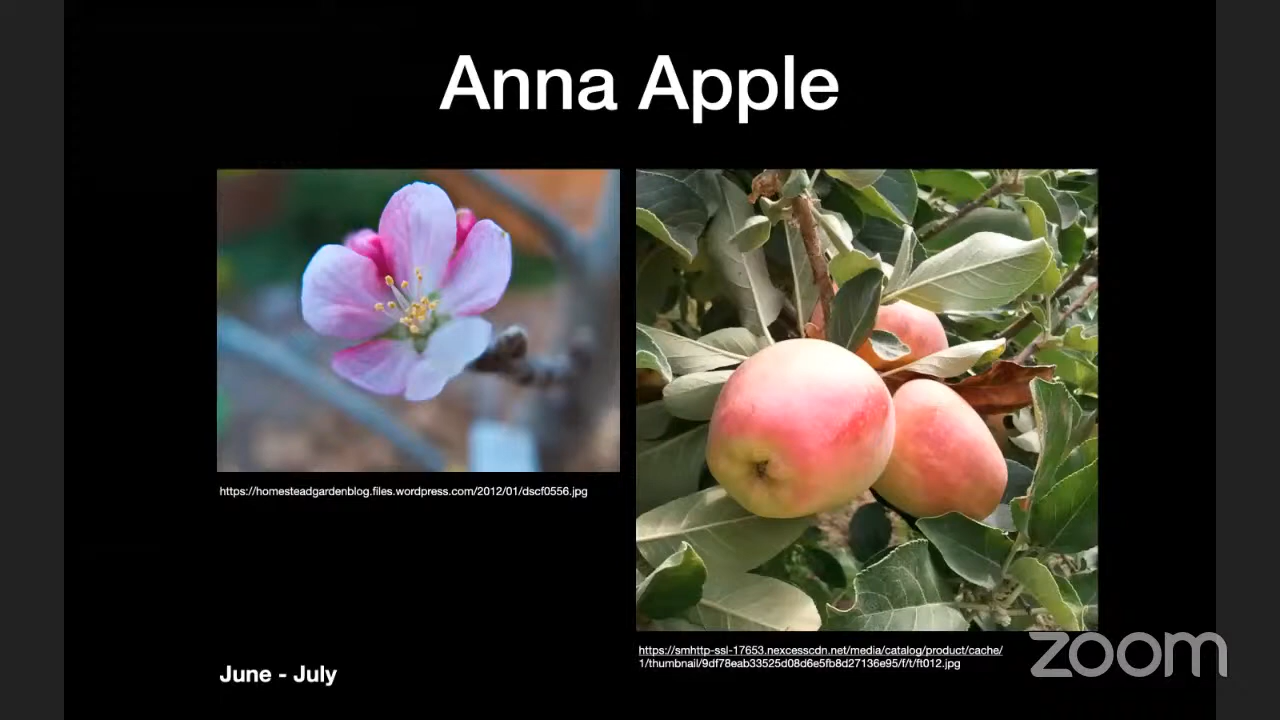 Anna Apple
https://homesteadgardenblog.files.wordpress.com/2012/01/dscf0556.jpg
https://smhttp-ssl-17653.nexcesscdn.net/media/catalog/product/cache/
1/thumbnail/9df78eab33525d08d6e5fb8d27136e95/f/t/ft012.jpg
June - July
zoom